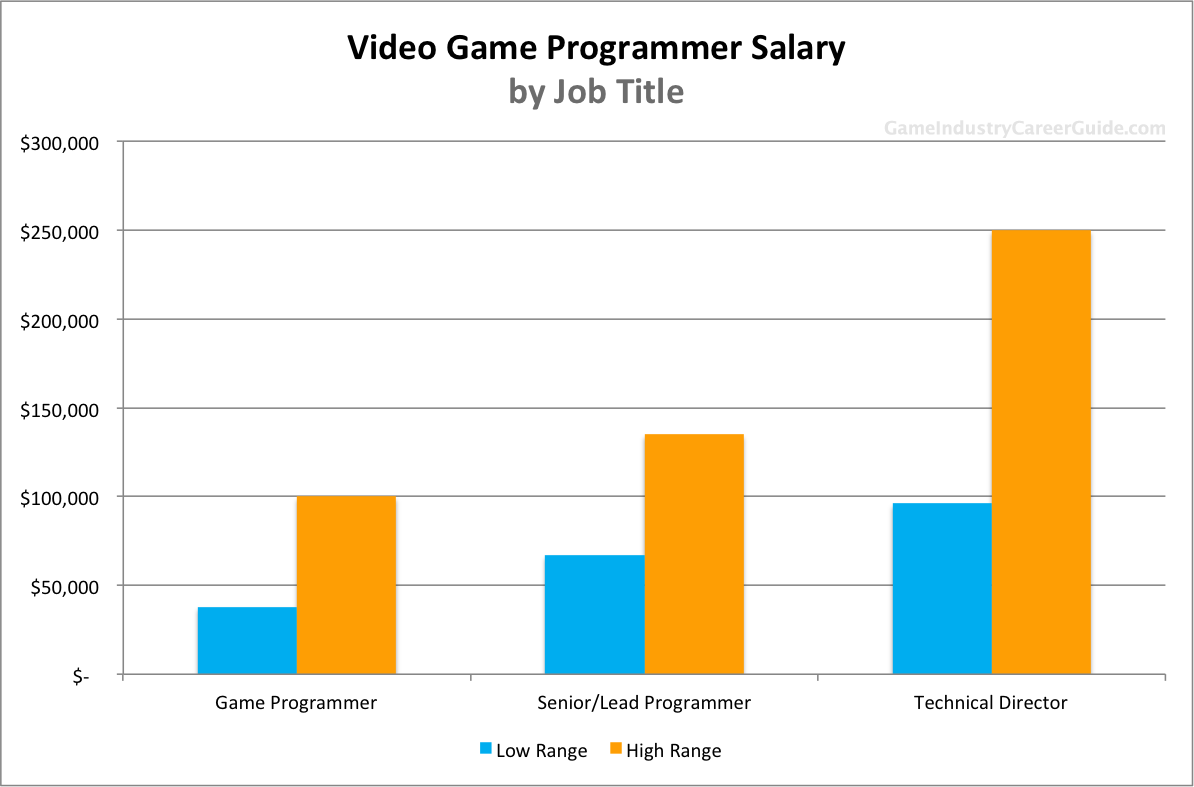 Video Game Programmer Salary
by Job Title
GameIndustryCareerGuide.com
$300,000
$250,000
$200,000
$150,000
$100,000
$50,000
$-
Game Programmer
Senior/Lead Programmer
Technical Director
Low Range
High Range